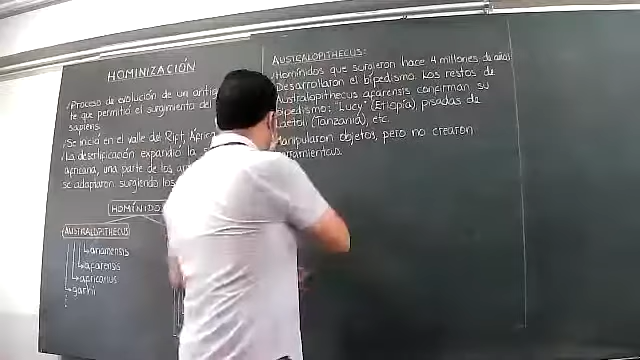 HOMINIZACIÓN
Proceso de evolución de un
te que permitió el surgimiento del
sapiens.
Se inició en el valle del Rift,
La desertificación expandió la
africana, una parte de los
se adaptaron surgiendo los
HOMÍNIDO
AUSTRALOPITHECUS
anamensis
afarensis
africanus
garhi
AUSTRALOPITHECUS:
Homínidos que surgieron hace 4 millones de años
Desarrollaron el bipedismo. Los restos de
Australopithecus afarensis confirman su
bipedismo: "Lucy" (Etiopía), pisadas de
Laetoli (Tanzania), etc.
Manipularon objetos, pero no crearon
herramientas.